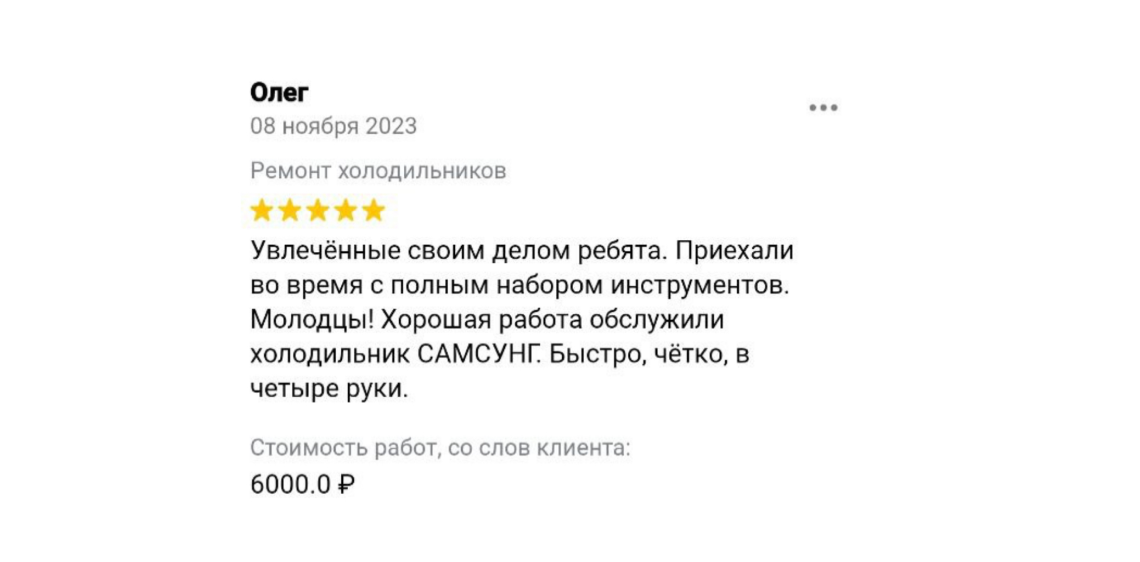 Олег
08 ноября 2023
Ремонт холодильников
Увлечённые своим делом ребята. Приехали
во время с полным набором инструментов.
Молодцы! Хорошая работа обслужили
холодильник САМСУНГ. Быстро, чётко, в
четыре руки.
Стоимость работ, со слов клиента:
6000.0 ₽